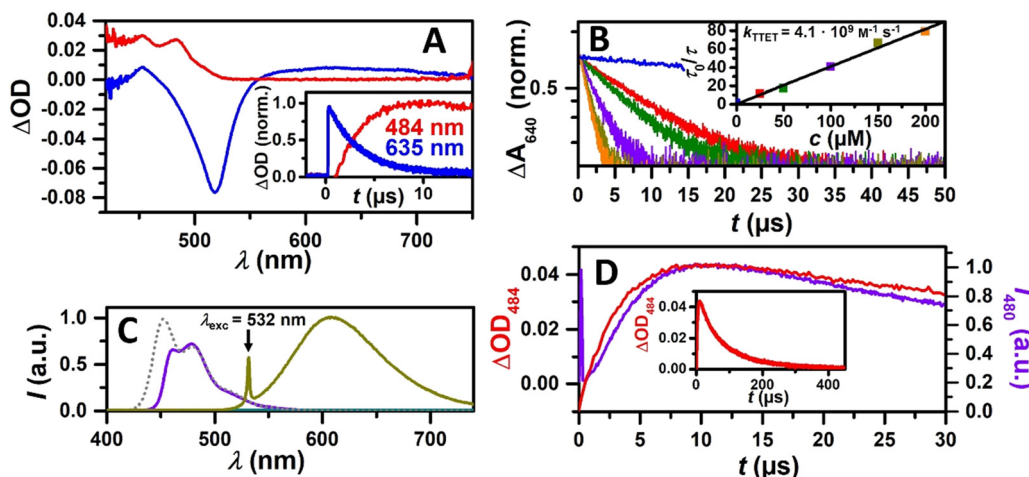 A
0.04
0.02
0.00
-0.02
-0.04
-0.06
-0.08
ΔOD
500
600
700
λ (nm)
1.0
0.5
0.0
ΔOD (norm.)
484 nm
635 nm
0
10
t (µs)
B
0.5
ΔA640 (norm.)
0
5
10
15
20
25
30
35
40
45
50
t (µs)
kTTET = 4.1 · 10⁹ M⁻¹ s⁻¹
τ0/τ
80
60
40
20
0
0
50
100
150
200
c (µM)
C
1.0
0.5
0.0
I (a.u.)
λexc = 532 nm
400
500
600
700
λ (nm)
D
0.04
0.02
0.00
ΔOD484
1.0
0.8
0.6
0.4
0.2
0.0
I480 (a.u.)
0
5
10
15
20
25
30
t (µs)
ΔOD484
0.04
0.02
0.00
0
200
400
t (µs)